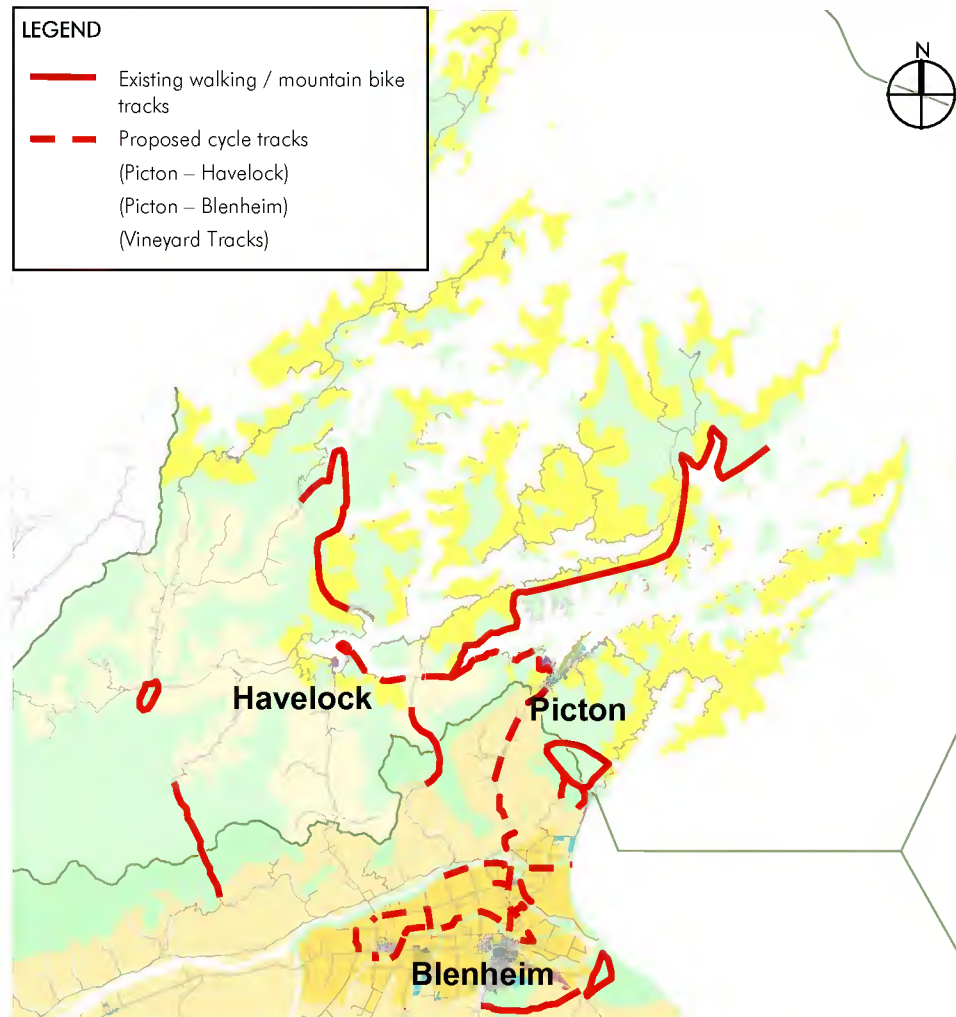 LEGEND
Existing walking / mountain bike
tracks
Proposed cycle tracks
(Picton – Havelock)
(Picton – Blenheim)
(Vineyard Tracks)
N
Havelock
Picton
Blenheim